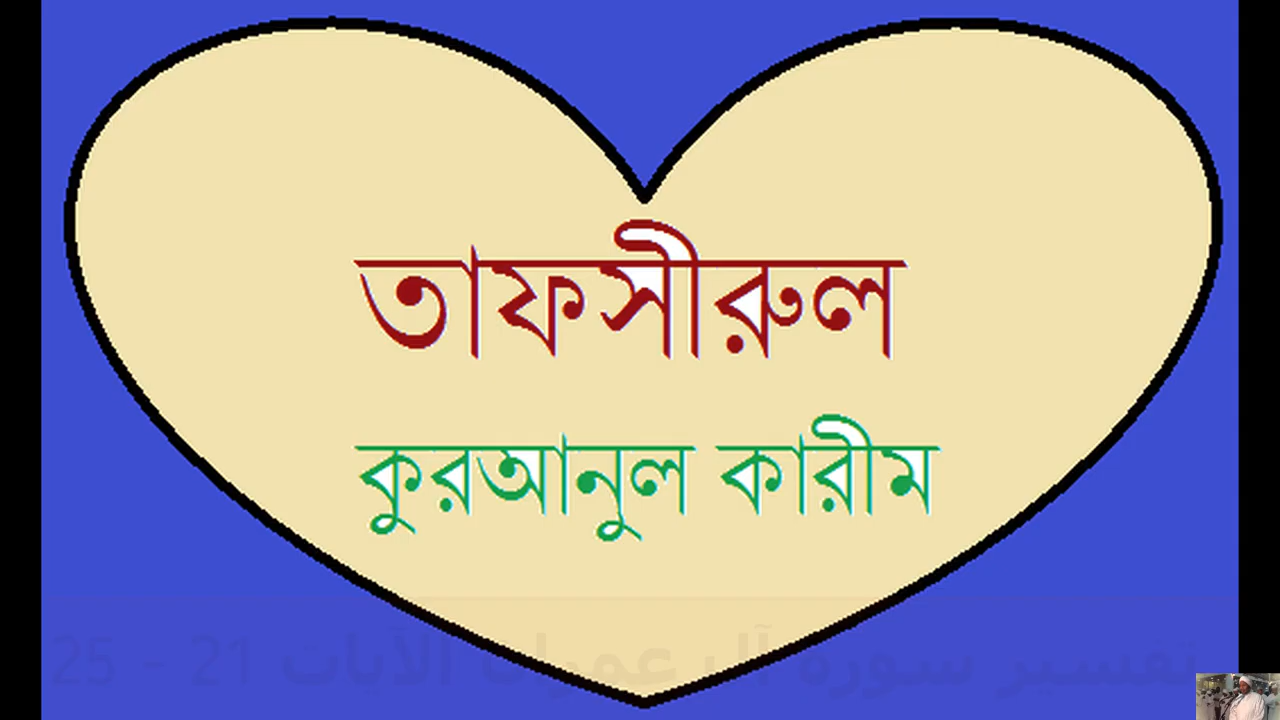 তাফসীরুল
কুরআনুল কারীম
تفسير سورة آل عمران الآيات 21 - 25